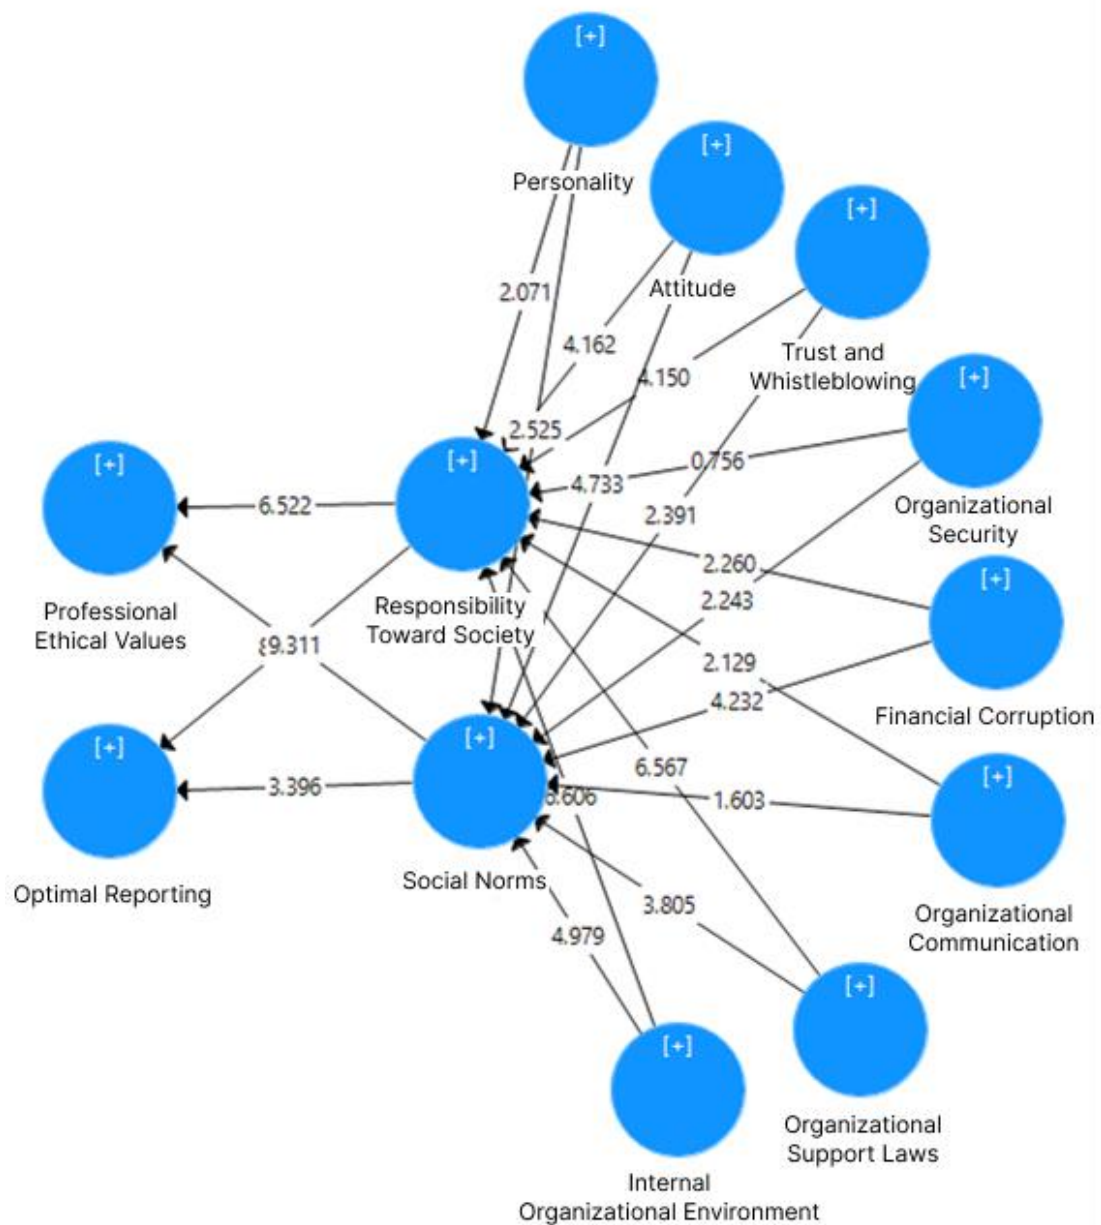 [+]
Personality
[+]
Attitude
[+]
Trust and
Whistleblowing
[+]
Organizational
Security
[+]
Financial Corruption
[+]
Organizational
Communication
[+]
Organizational
Support Laws
[+]
Internal
Organizational Environment
[+]
Responsibility
Toward Society
[+]
Social Norms
[+]
Professional
Ethical Values
[+]
Optimal Reporting
2.071
4.162
4.150
2.525
4.733
0.756
2.391
2.260
2.243
2.129
4.232
6.567
1.603
3.805
4.979
6.522
9.311
3.396